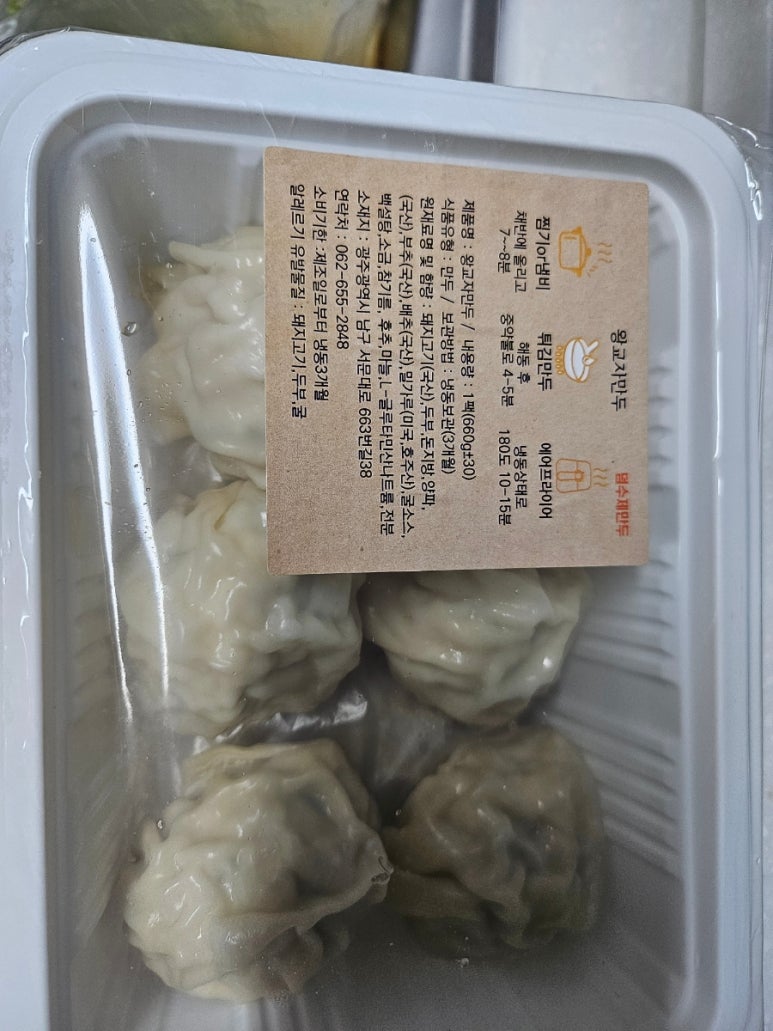 왕교자만두
덤수제만두
찜기or냄비
채반에 올리고
7~8분
튀김만두
해동 후
중약불로 4-5분
에어프라이어
냉동상태로
180도 10-15분
제품명 : 왕교자만두 / 내용량 : 1팩(660g±30)
식품유형 : 만두 / 보관방법 : 냉동보관(3개월)
원재료명 및 함량 : 돼지고기(국산),두부,돈지방,양파,
(국산),부추(국산),배추(국산),밀가루(미국,호주산),굴소스,
백설탕,소금,참기름, 후추,마늘,L-글루타민산나트륨,전분
소재지 : 광주광역시 남구 서문대로 663번길38
연락처 : 062-655-2848
소비기한 :제조일로부터 냉동3개월
알레르기 유발물질 : 돼지고기,두부,굴